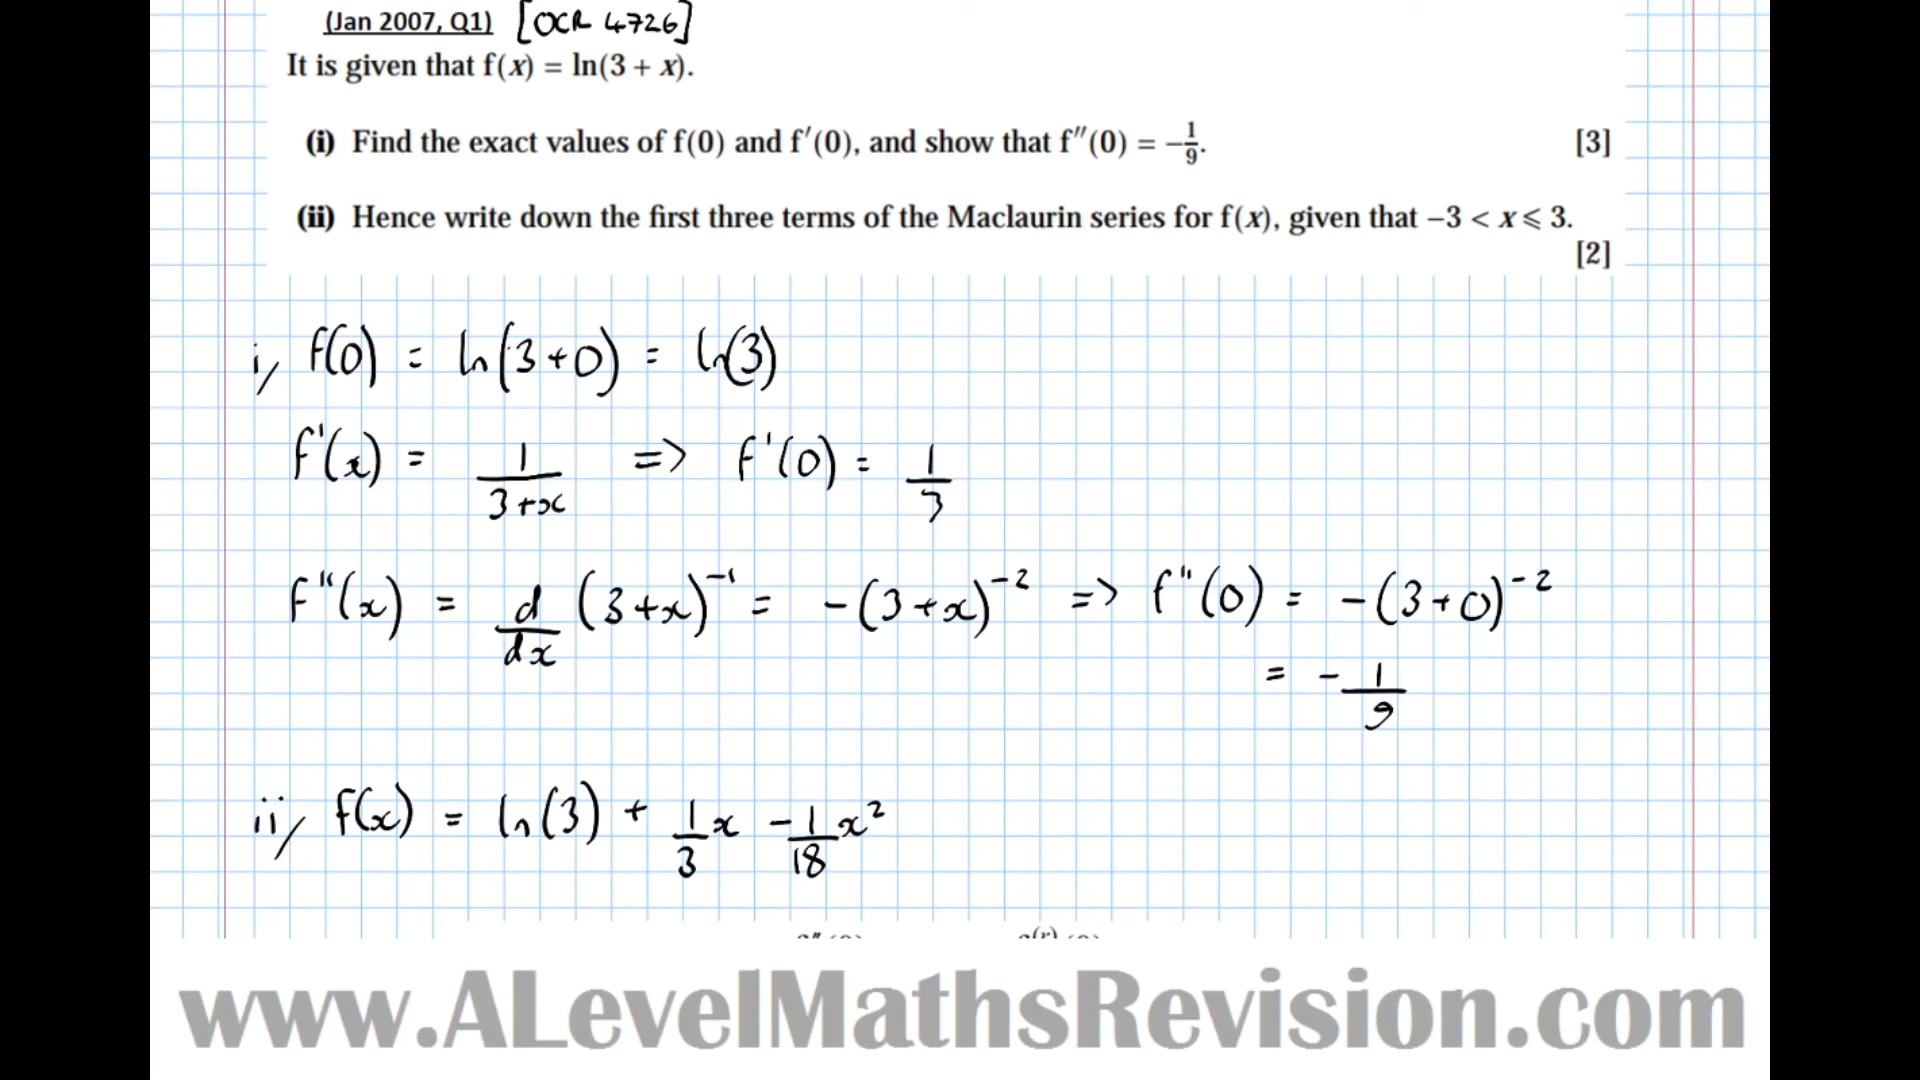 (Jan 2007, Q1) [OCR 4726]
It is given that f(x) = ln(3 + x).
(i) Find the exact values of f(0) and f′(0), and show that f″(0) = −1/9. [3]
(ii) Hence write down the first three terms of the Maclaurin series for f(x), given that −3 < x ⩽ 3.
[2]
i, f(0) = ln(3+0) = ln(3)
f'(x) = 1/(3+x) => f'(0) = 1/3
f"(x) = d/dx (3+x)^-1 = -(3+x)^-2 => f"(0) = -(3+0)^-2
= -1/9
ii, f(x) = ln(3) + 1/3 x - 1/18 x^2
www.ALevelMathsRevision.com